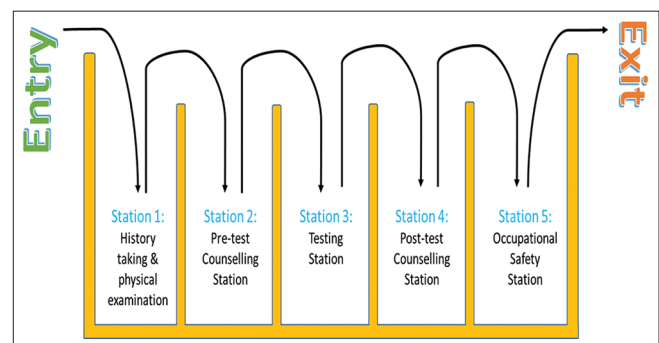 Entry
Exit
Station 1:
History
taking &
physical
examination
Station 2:
Pre-test
Counselling
Station
Station 3:
Testing
Station
Station 4:
Post-test
Counselling
Station
Station 5:
Occupational
Safety
Station